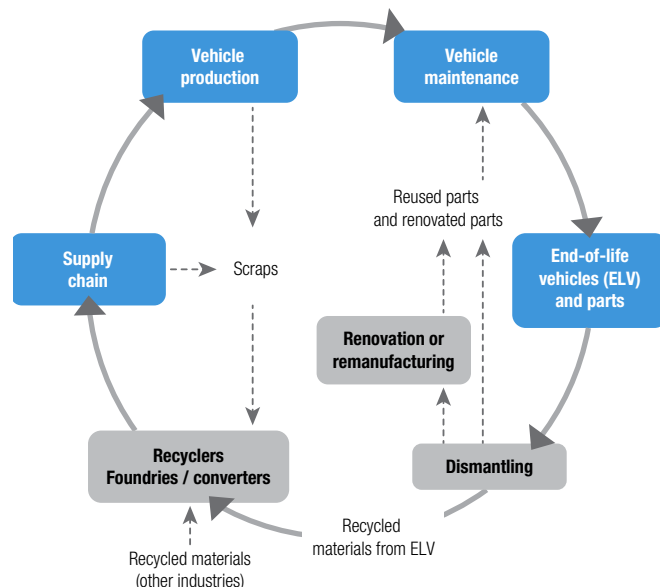 Vehicle
production
Vehicle
maintenance
Reused parts
and renovated parts
Supply
chain
Scraps
End-of-life
vehicles (ELV)
and parts
Renovation or
remanufacturing
Recyclers
Foundries / converters
Dismantling
Recycled
materials from ELV
Recycled materials
(other industries)